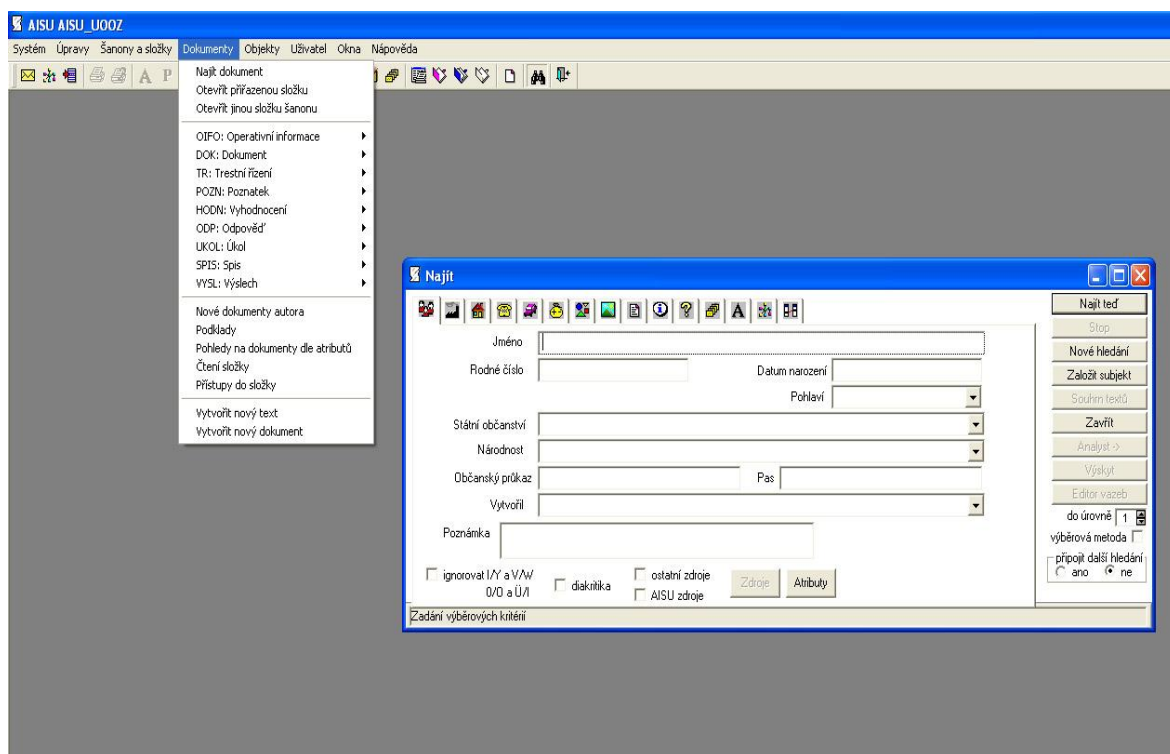 AISU AISU_UOOZ
Systém Úpravy Šanony a složky Dokumenty Objekty Uživatel Okna Nápověda
A P
Najít dokument
Otevřít přiřazenou složku
Otevřít jinou složku šanonu
OIFO: Operativní informace
DOK: Dokument
TR: Trestní řízení
POZN: Poznatek
HODN: Vyhodnocení
ODP: Odpověď
UKOL: Úkol
SPIS: Spis
VYSL: Výslech
Nové dokumenty autora
Podklady
Pohledy na dokumenty dle atributů
Čtení složky
Přístupy do složky
Vytvořit nový text
Vytvořit nový dokument
Najít
A
Jméno
Rodné číslo
Datum narození
Pohlaví
Státní občanství
Národnost
Občanský průkaz
Pas
Vytvořil
Poznámka
ignorovat I/Y a V/W
0/O a Ü/I
diakritika
ostatní zdroje
AISU zdroje
Zdroje
Atributy
Zadání výběrových kritérií
Najít teď
Stop
Nové hledání
Založit subjekt
Souhrn textů
Zavřít
Analyst ->
Výskyt
Editor vazeb
do úrovně 1
výběrová metoda
připojit další hledání
ano ne